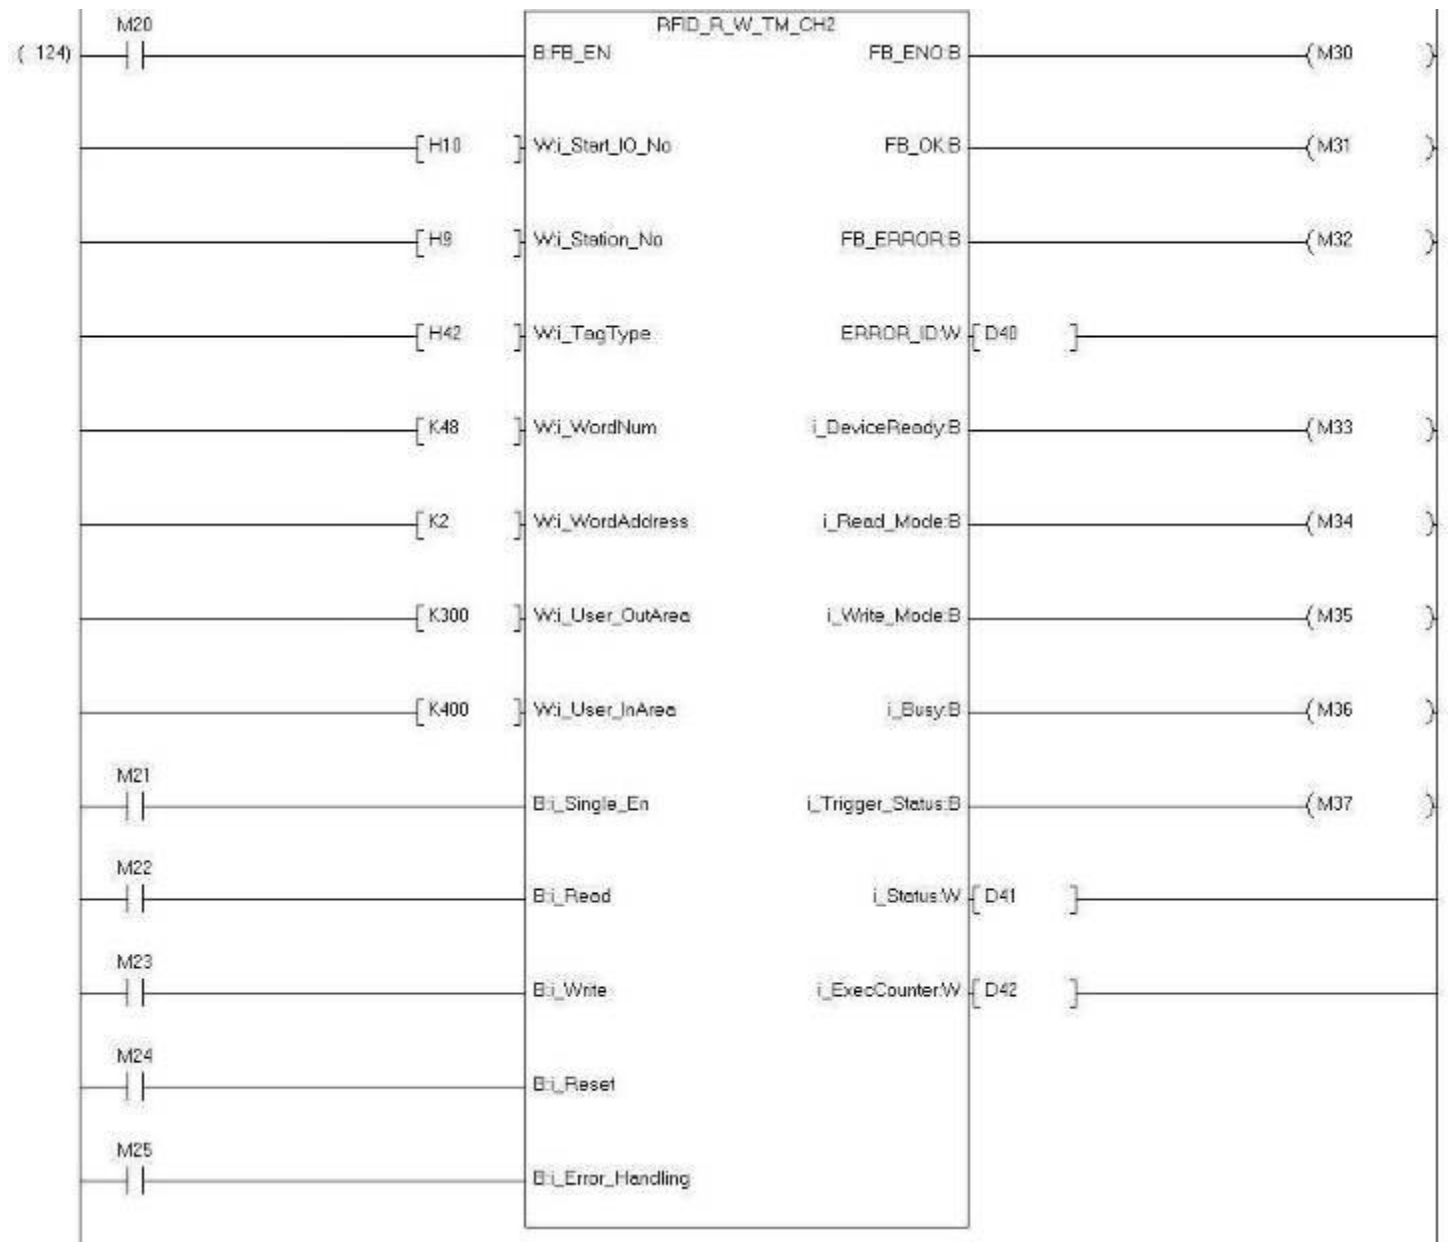 M20
RFID_R_W_TM_CH2
( 124)
B:FB_EN
FB_ENO:B
M30
H10
W:i_Start_IO_No
FB_OK:B
M31
H9
W:i_Station_No
FB_ERROR:B
M32
H42
W:i_TagType
ERROR_ID:W
D40
K48
W:i_WordNum
i_DeviceReady:B
M33
K2
W:i_WordAddress
i_Read_Mode:B
M34
K300
W:i_User_OutArea
i_Write_Mode:B
M35
K400
W:i_User_InArea
i_Busy:B
M36
M21
B:i_Single_En
i_Trigger_Status:B
M37
M22
B:i_Read
i_Status:W
D41
M23
B:i_Write
i_ExecCounter:W
D42
M24
B:i_Reset
M25
B:i_Error_Handling